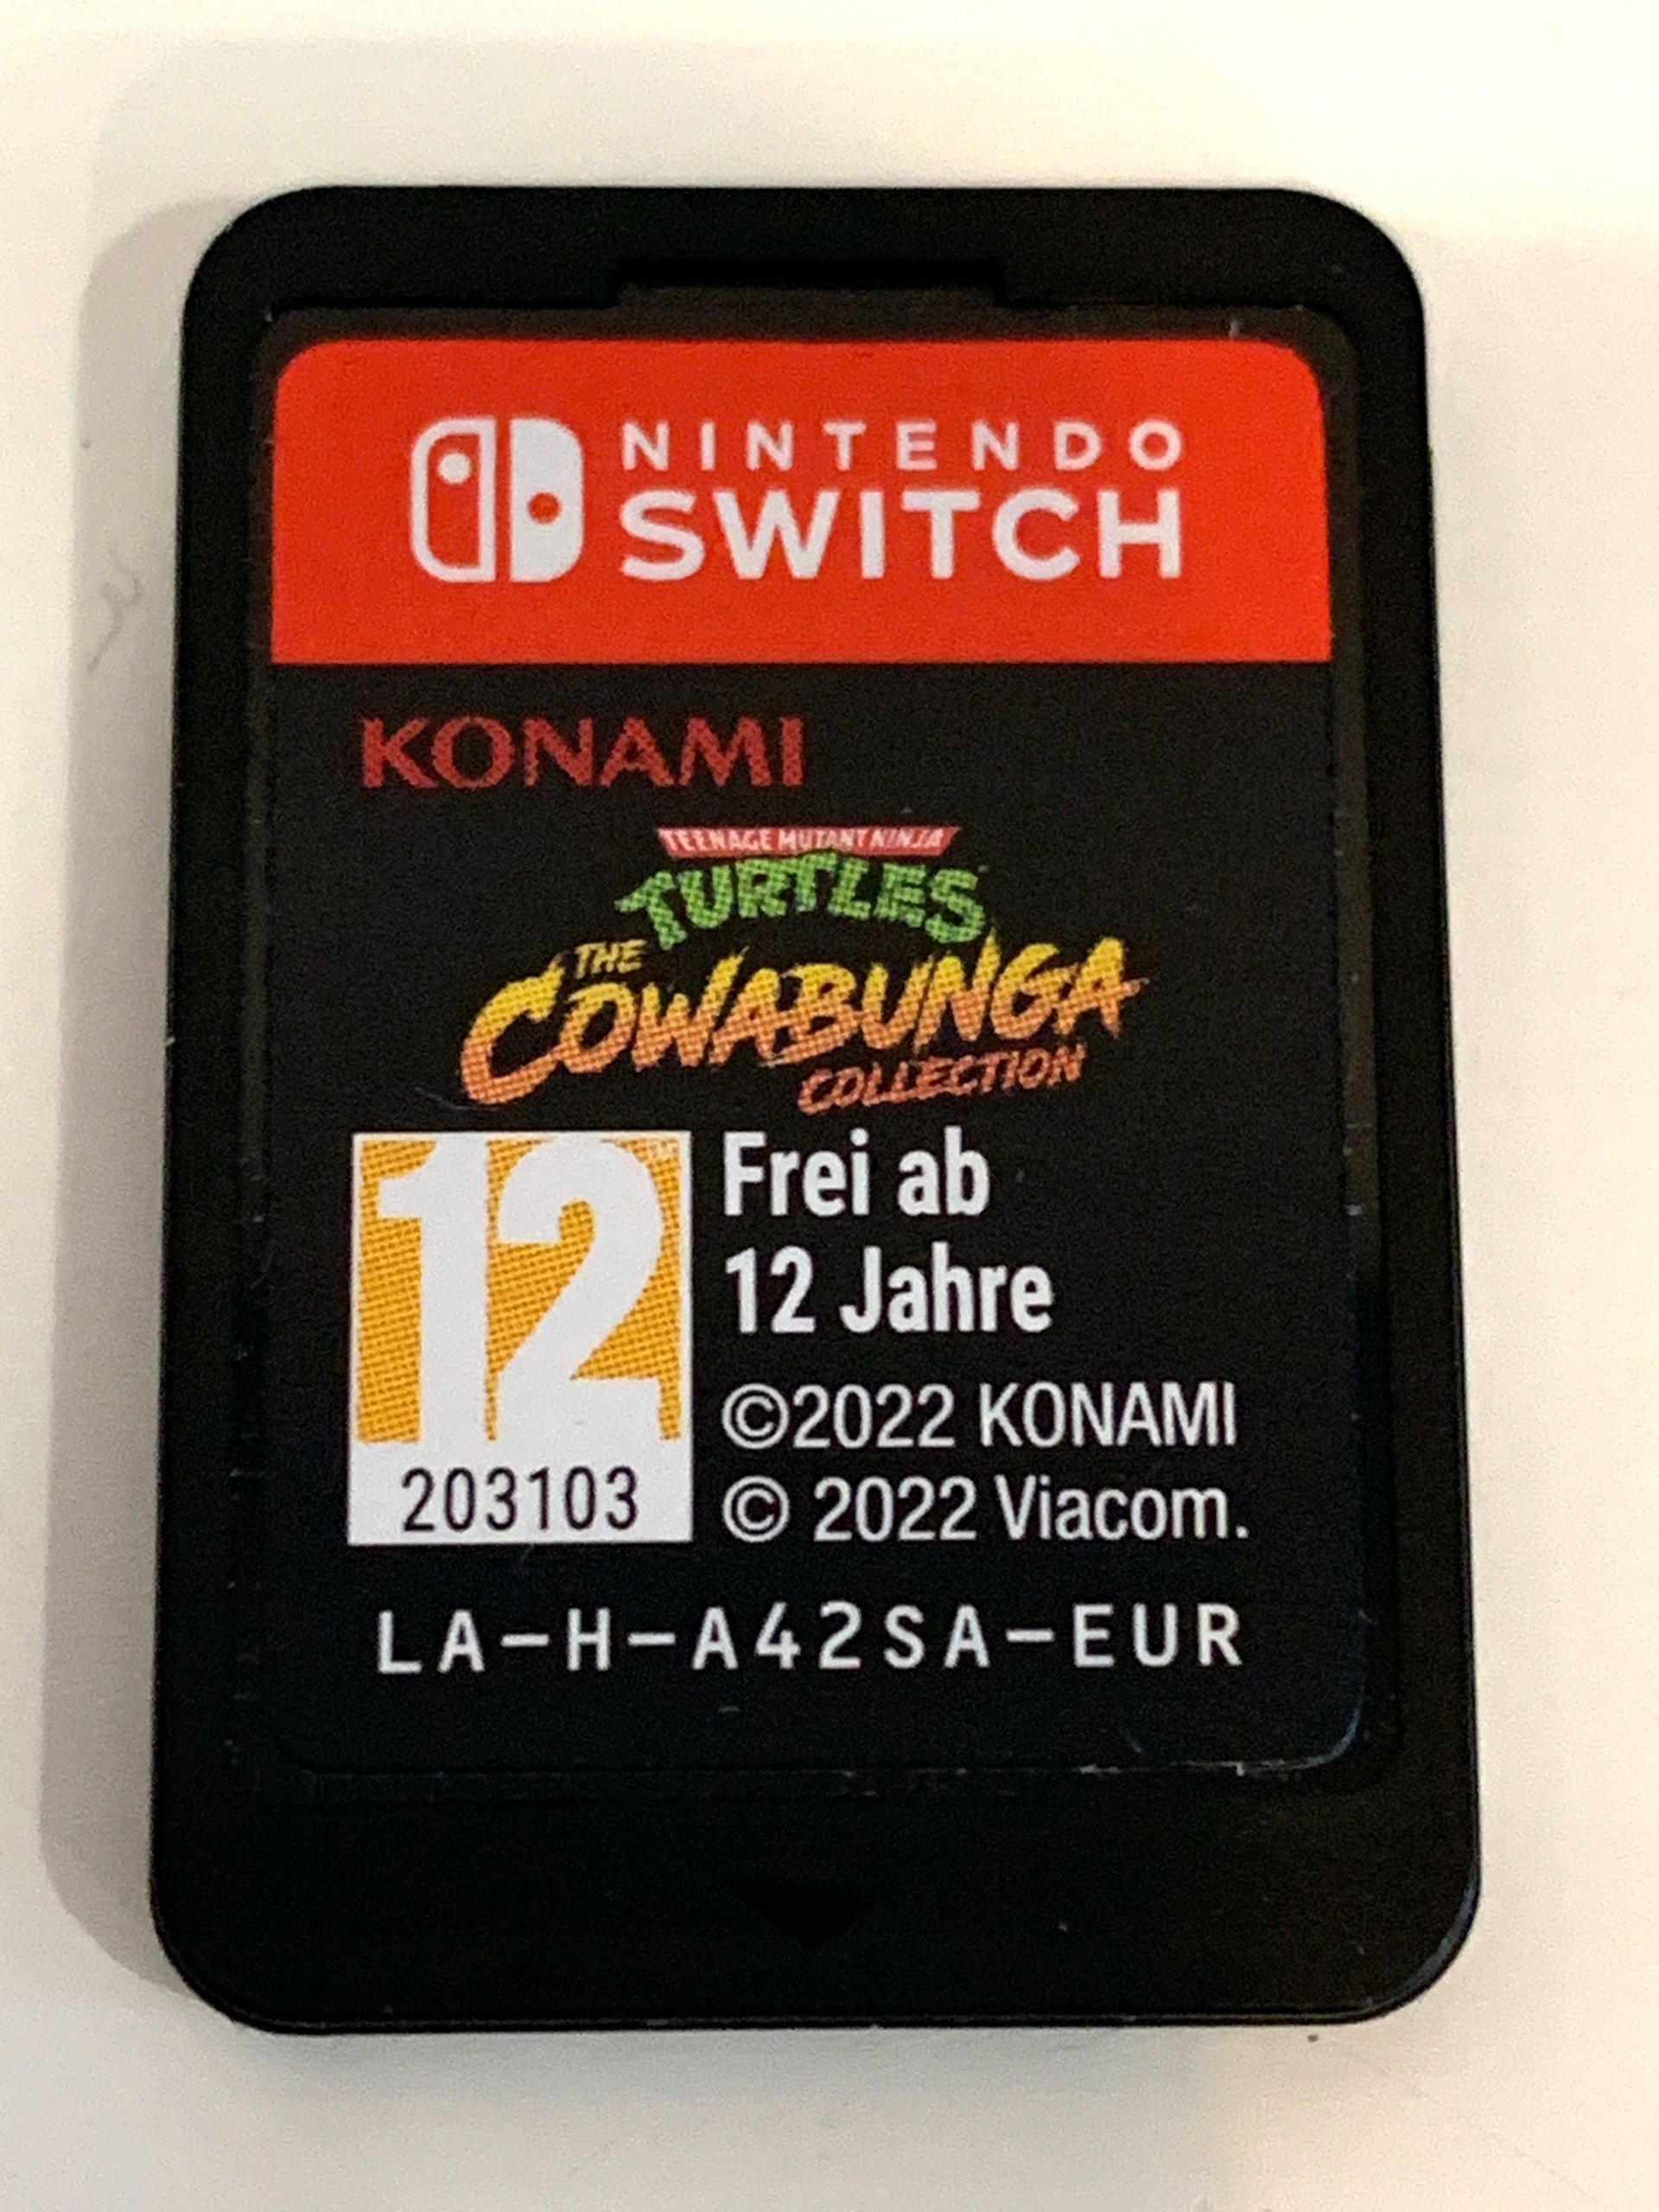 NINTENDO
SWITCH
KONAMI
TEENAGE MUTANT NINJA
TURTLES
THE
COWABUNGA
COLLECTION
12™
203103
Frei ab
12 Jahre
©2022 KONAMI
© 2022 Viacom.
LA-H-A42SA-EUR